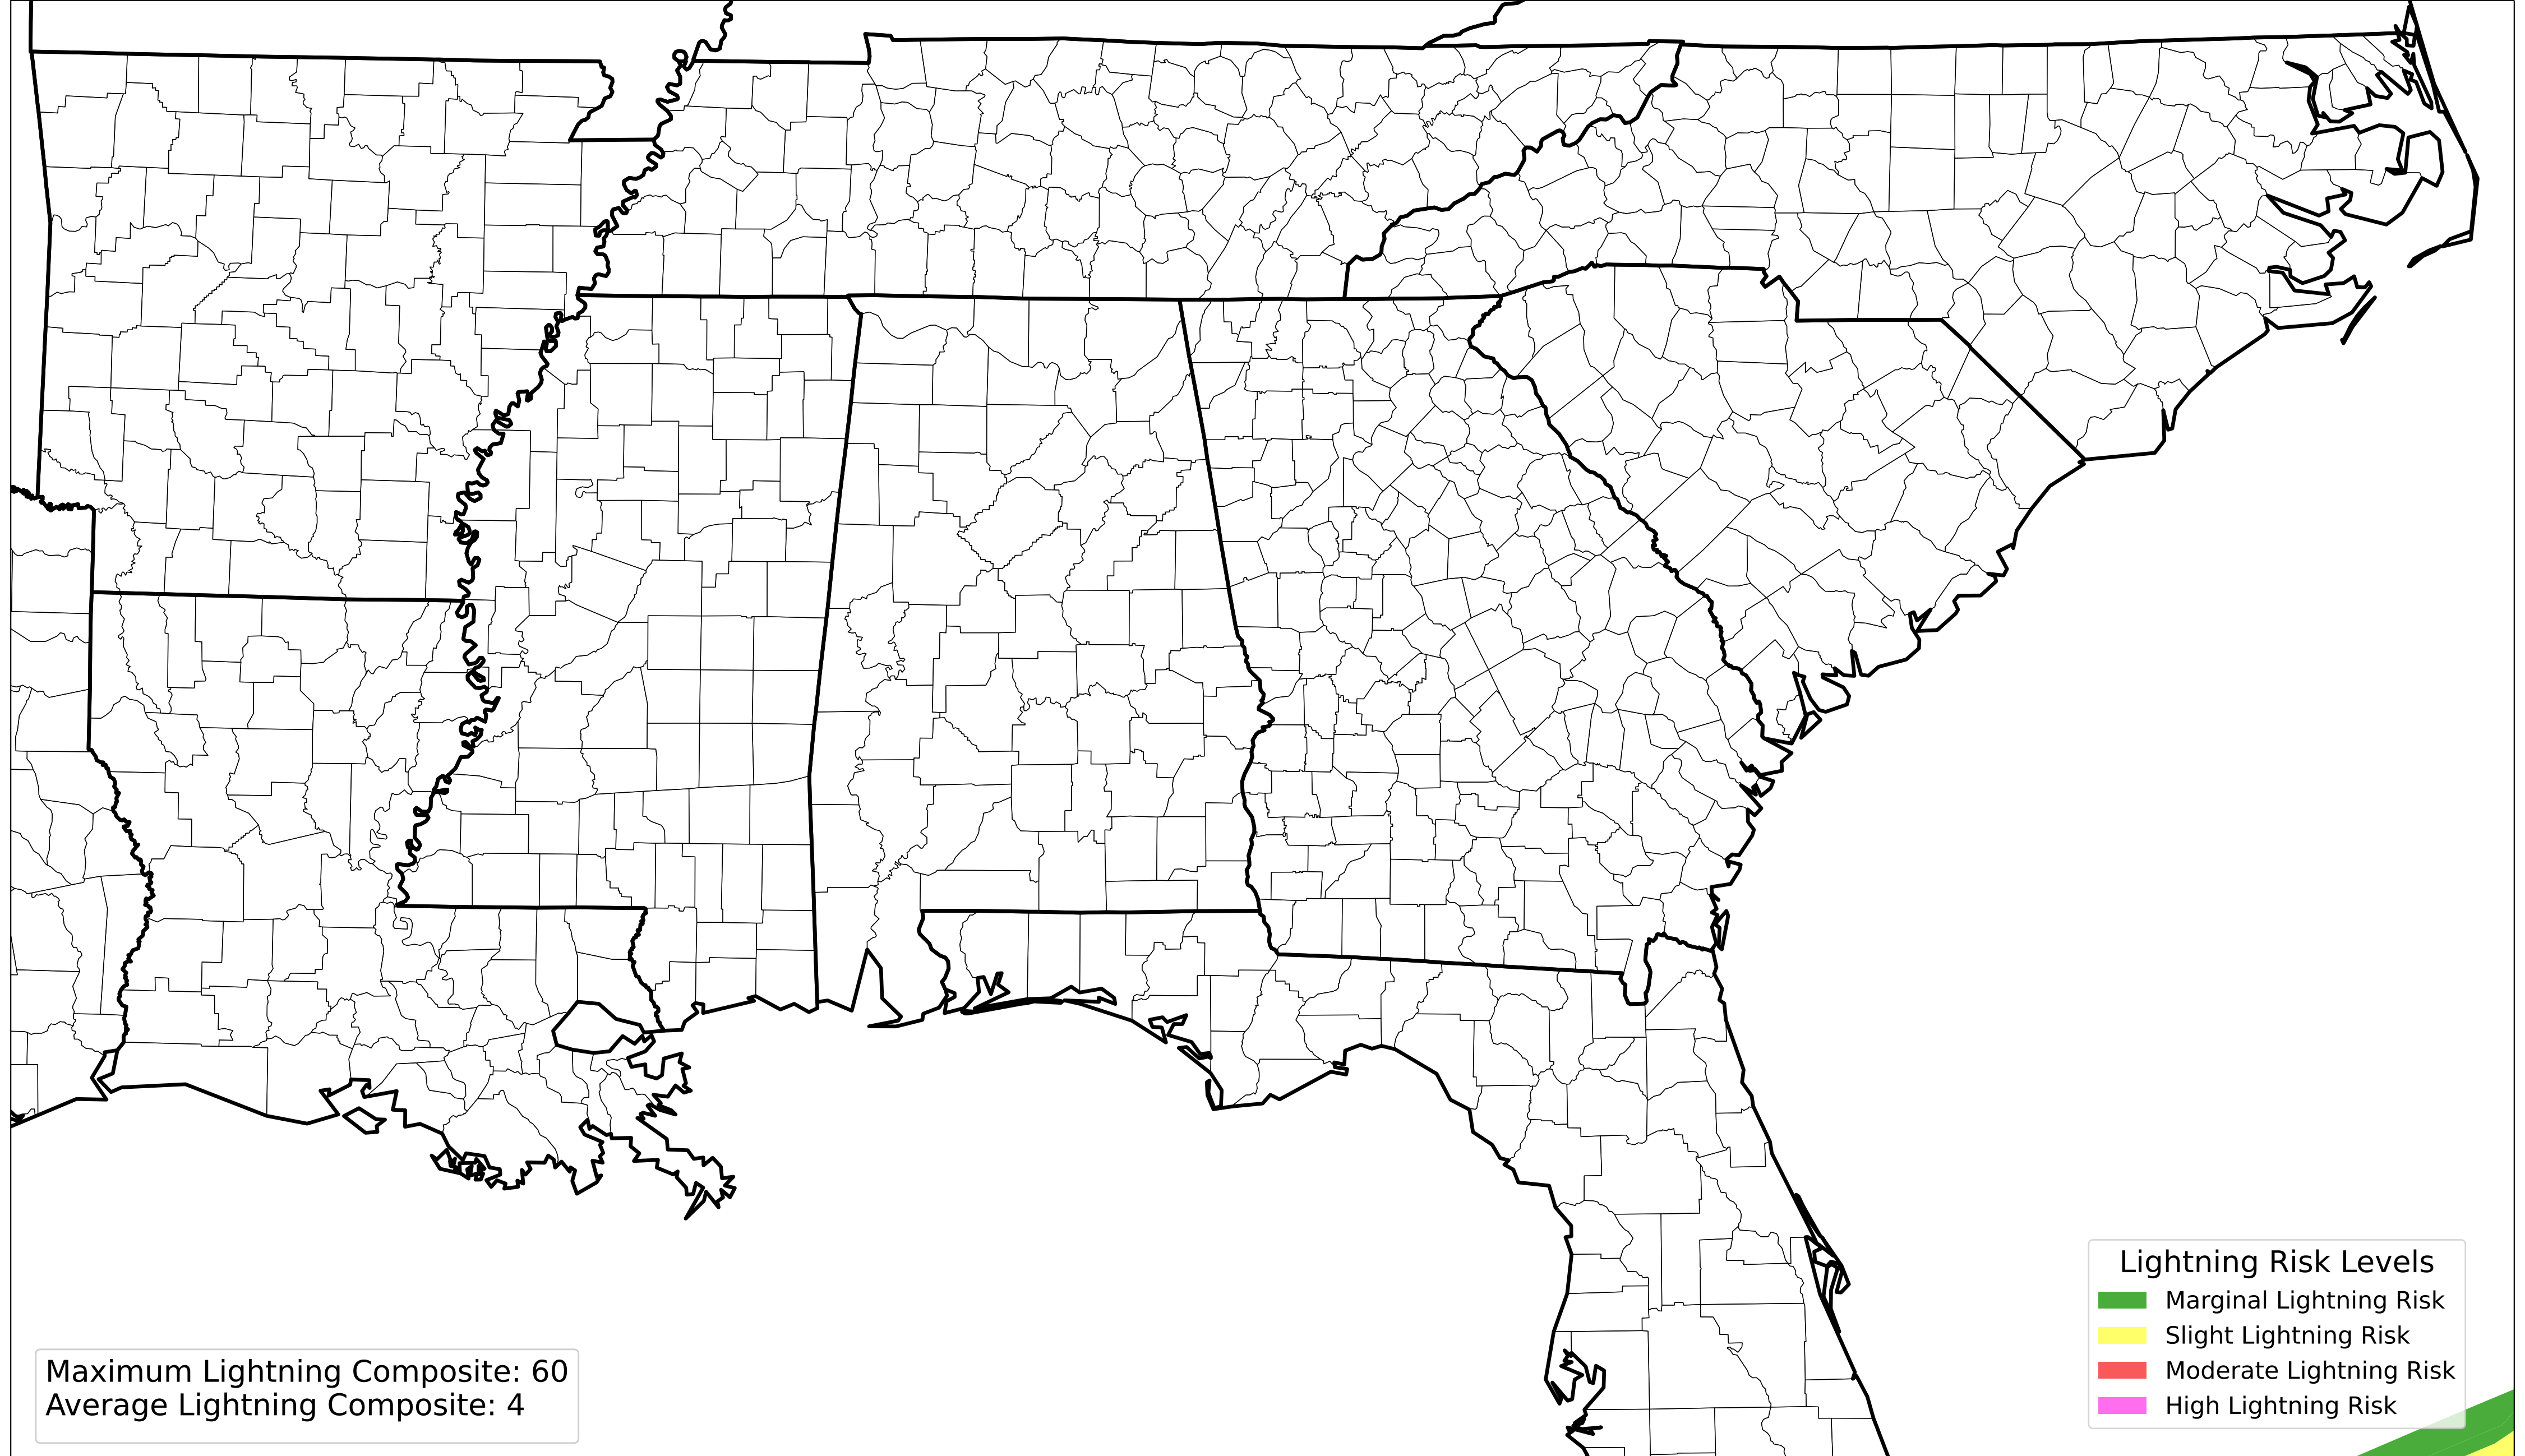 Lightning Risk Levels
Marginal Lightning Risk
Slight Lightning Risk
Moderate Lightning Risk
High Lightning Risk
Maximum Lightning Composite: 60
Average Lightning Composite: 4